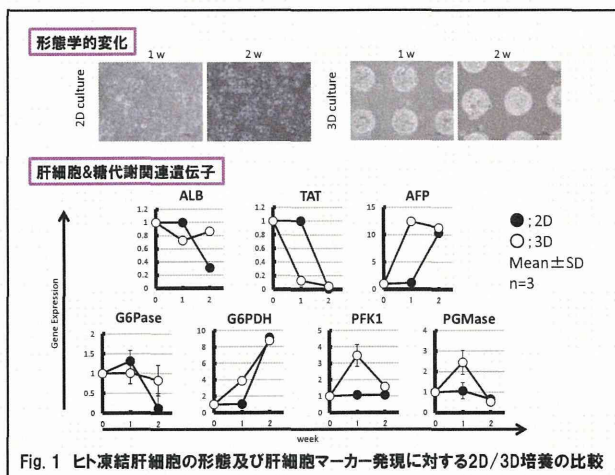 形態学的変化
1 w 2 w 1 w 2 w
2D culture
3D culture
肝細胞&糖代謝関連遺伝子
ALB TAT AFP
1.2 1 0.8 0.6 0.4 0.2 0
0 1 2
1.2 1 0.8 0.6 0.4 0.2 0
0 1 2
15 10 5 0
0 1 2
●;2D
○;3D
Mean±SD
n=3
Gene Expression
G6Pase G6PDH PFK1 PGMase
2 1.5 1 0.5 0
0 1 2
10 8 6 4 2 0
0 1 2
5 4 3 2 1 0
0 1 2
4 3 2 1 0
0 1 2
week
Fig. 1 ヒト凍結肝細胞の形態及び肝細胞マーカー発現に対する2D/3D培養の比較